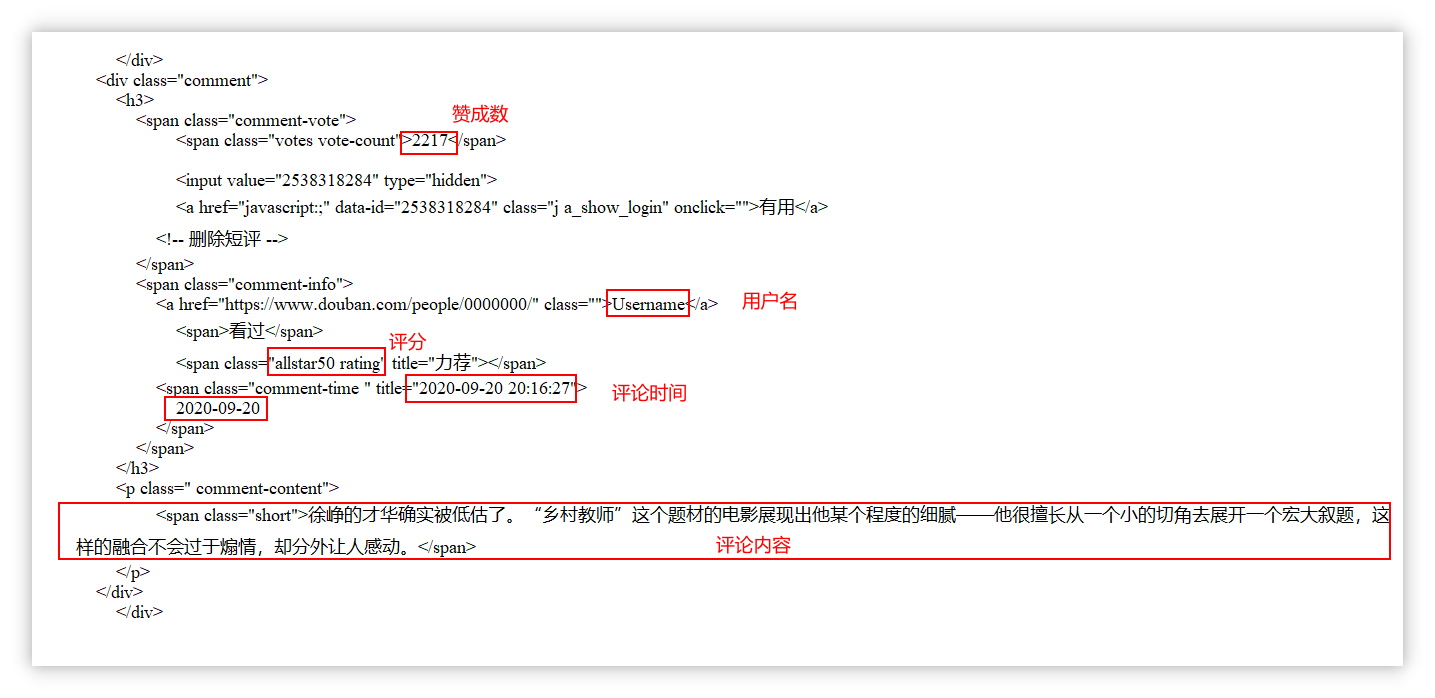 </div>
<div class="comment">
<h3>
赞成数
<span class="comment-vote">
<span class="votes vote-count">2217</span>
<input value="2538318284" type="hidden">
<a href="javascript:;" data-id="2538318284" class="j a_show_login" onclick="">有用</a>
<!-- 删除短评 -->
</span>
<span class="comment-info">
<a href="https://www.douban.com/people/0000000/" class="">Username</a> 用户名
<span>看过</span>
评分
<span class="allstar50 rating" title="力荐"></span>
<span class="comment-time " title="2020-09-20 20:16:27"> 评论时间
2020-09-20
</span>
</span>
</h3>
<p class=" comment-content">
<span class="short">徐峥的才华确实被低估了。“乡村教师”这个题材的电影展现出他某个程度的细腻——他很擅长从一个小的切角去展开一个宏大叙题，这
样的融合不会过于煽情，却分外让人感动。</span> 评论内容
</p>
</div>
</div>